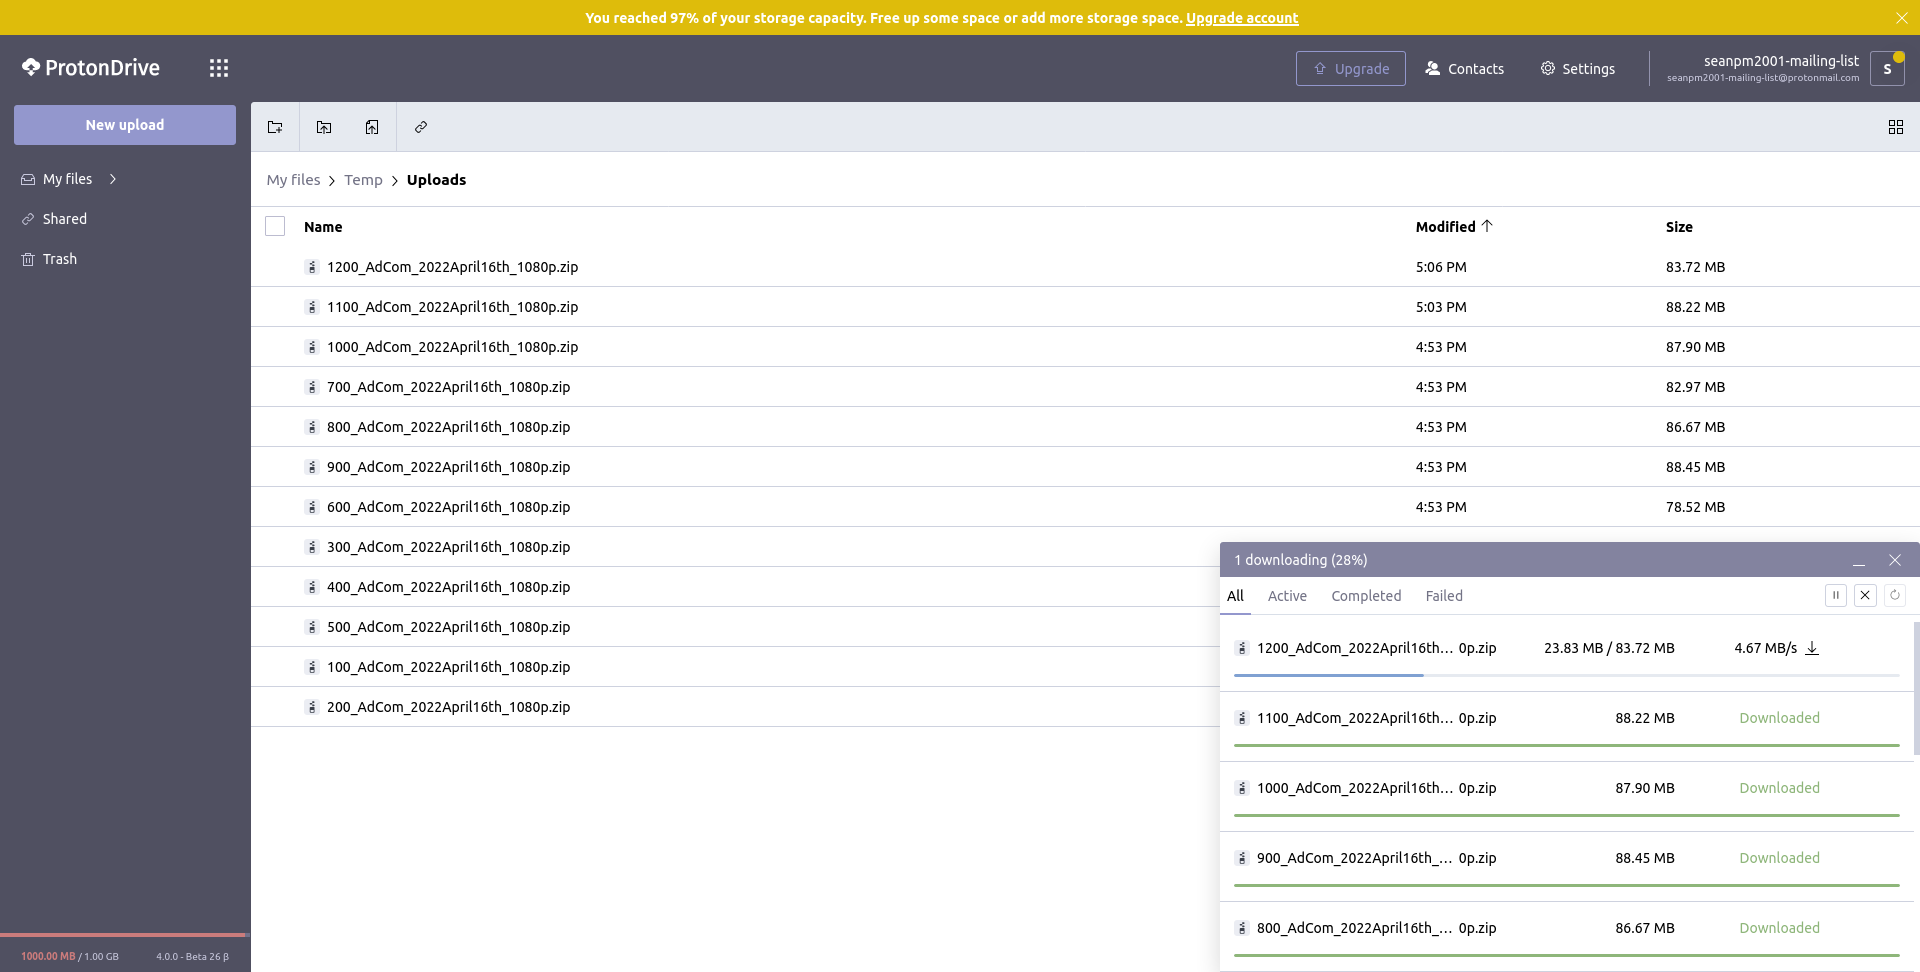 You reached 97% of your storage capacity. Free up some space or add more storage space. Upgrade account
ProtonDrive
Upgrade
Contacts
Settings
seanpm2001-mailing-list
seanpm2001-mailing-list@protonmail.com
S
New upload
My files
Shared
Trash
My files > Temp > Uploads
Name Modified Size
1200_AdCom_2022April16th_1080p.zip 5:06 PM 83.72 MB
1100_AdCom_2022April16th_1080p.zip 5:03 PM 88.22 MB
1000_AdCom_2022April16th_1080p.zip 4:53 PM 87.90 MB
700_AdCom_2022April16th_1080p.zip 4:53 PM 82.97 MB
800_AdCom_2022April16th_1080p.zip 4:53 PM 86.67 MB
900_AdCom_2022April16th_1080p.zip 4:53 PM 88.45 MB
600_AdCom_2022April16th_1080p.zip 4:53 PM 78.52 MB
300_AdCom_2022April16th_1080p.zip
400_AdCom_2022April16th_1080p.zip
500_AdCom_2022April16th_1080p.zip
100_AdCom_2022April16th_1080p.zip
200_AdCom_2022April16th_1080p.zip
1 downloading (28%)
All Active Completed Failed
1200_AdCom_2022April16th... 0p.zip 23.83 MB / 83.72 MB 4.67 MB/s
1100_AdCom_2022April16th... 0p.zip 88.22 MB Downloaded
1000_AdCom_2022April16th... 0p.zip 87.90 MB Downloaded
900_AdCom_2022April16th_... 0p.zip 88.45 MB Downloaded
800_AdCom_2022April16th_... 0p.zip 86.67 MB Downloaded
1000.00 MB / 1.00 GB 4.0.0 - Beta 26 β